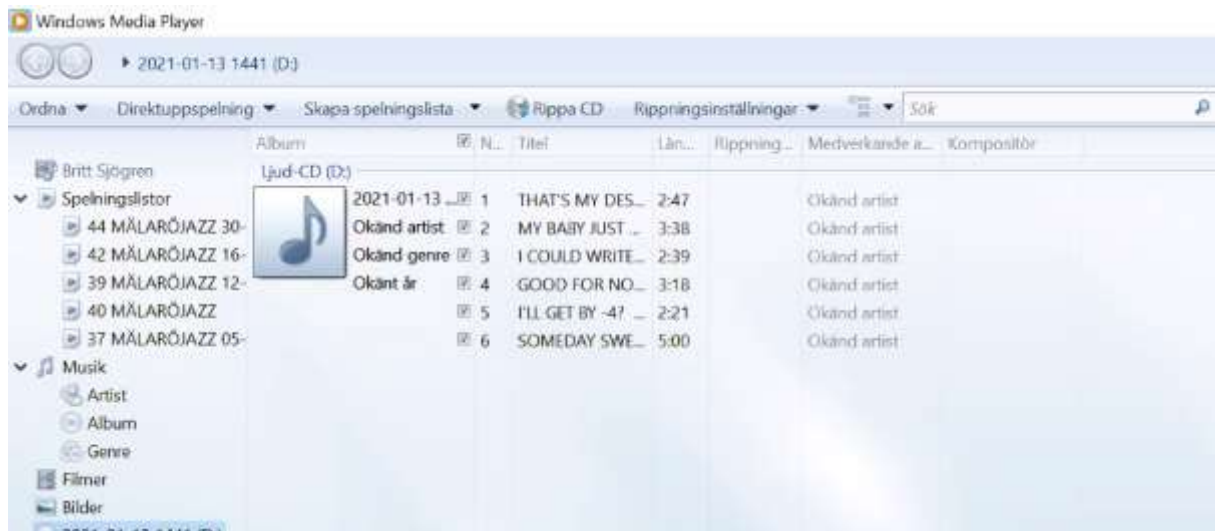 Windows Media Player
2021-01-13 1441 (D:)
Ordna Direktuppspelning Skapa spelningslista Rippa CD Rippningsinställningar Sök
Album N... Titel Län... Rippning... Medverkande a... Kompositör
Britt Sjögren Ljud-CD (D:)
Spelningslistor 2021-01-13 ... 1 THAT'S MY DES... 2:47 Okänd artist
44 MÄLARÖJAZZ 30- Okänd artist 2 MY BABY JUST ... 3:38 Okänd artist
42 MÄLARÖJAZZ 16- Okänd genre 3 I COULD WRITE... 2:39 Okänd artist
39 MÄLARÖJAZZ 12- Okänt år 4 GOOD FOR NO... 3:18 Okänd artist
40 MÄLARÖJAZZ 5 I'LL GET BY -4? ... 2:21 Okänd artist
37 MÄLARÖJAZZ 05- 6 SOMEDAY SWE... 5:00 Okänd artist
Musik
Artist
Album
Genre
Filmer
Bilder
2021-01-13 1441 (D:)